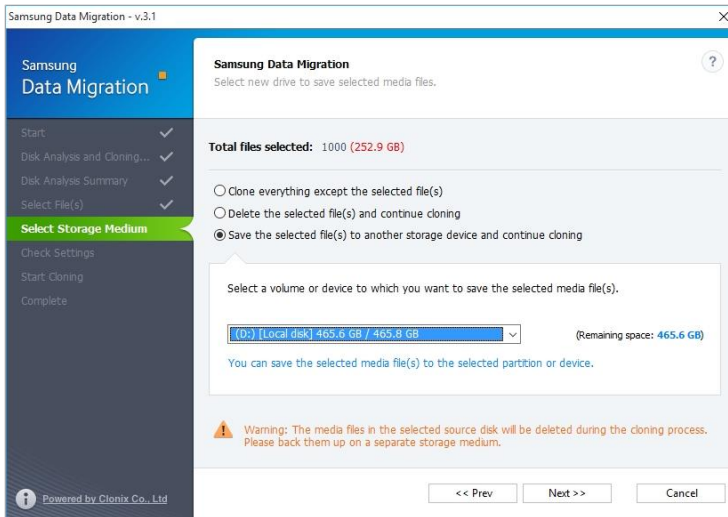 Samsung Data Migration - v.3.1
Samsung
Data Migration
Start
Disk Analysis and Cloning...
Disk Analysis Summary
Select File(s)
Select Storage Medium
Check Settings
Start Cloning
Complete
Powered by Clonix Co., Ltd
Samsung Data Migration
Select new drive to save selected media files.
?
Total files selected: 1000 (252.9 GB)
Clone everything except the selected file(s)
Delete the selected file(s) and continue cloning
Save the selected file(s) to another storage device and continue cloning
Select a volume or device to which you want to save the selected media file(s).
(D:) [Local disk] 465.6 GB / 465.8 GB
(Remaining space: 465.6 GB)
You can save the selected media file(s) to the selected partition or device.
Warning: The media files in the selected source disk will be deleted during the cloning process.
Please back them up on a separate storage medium.
<< Prev
Next >>
Cancel